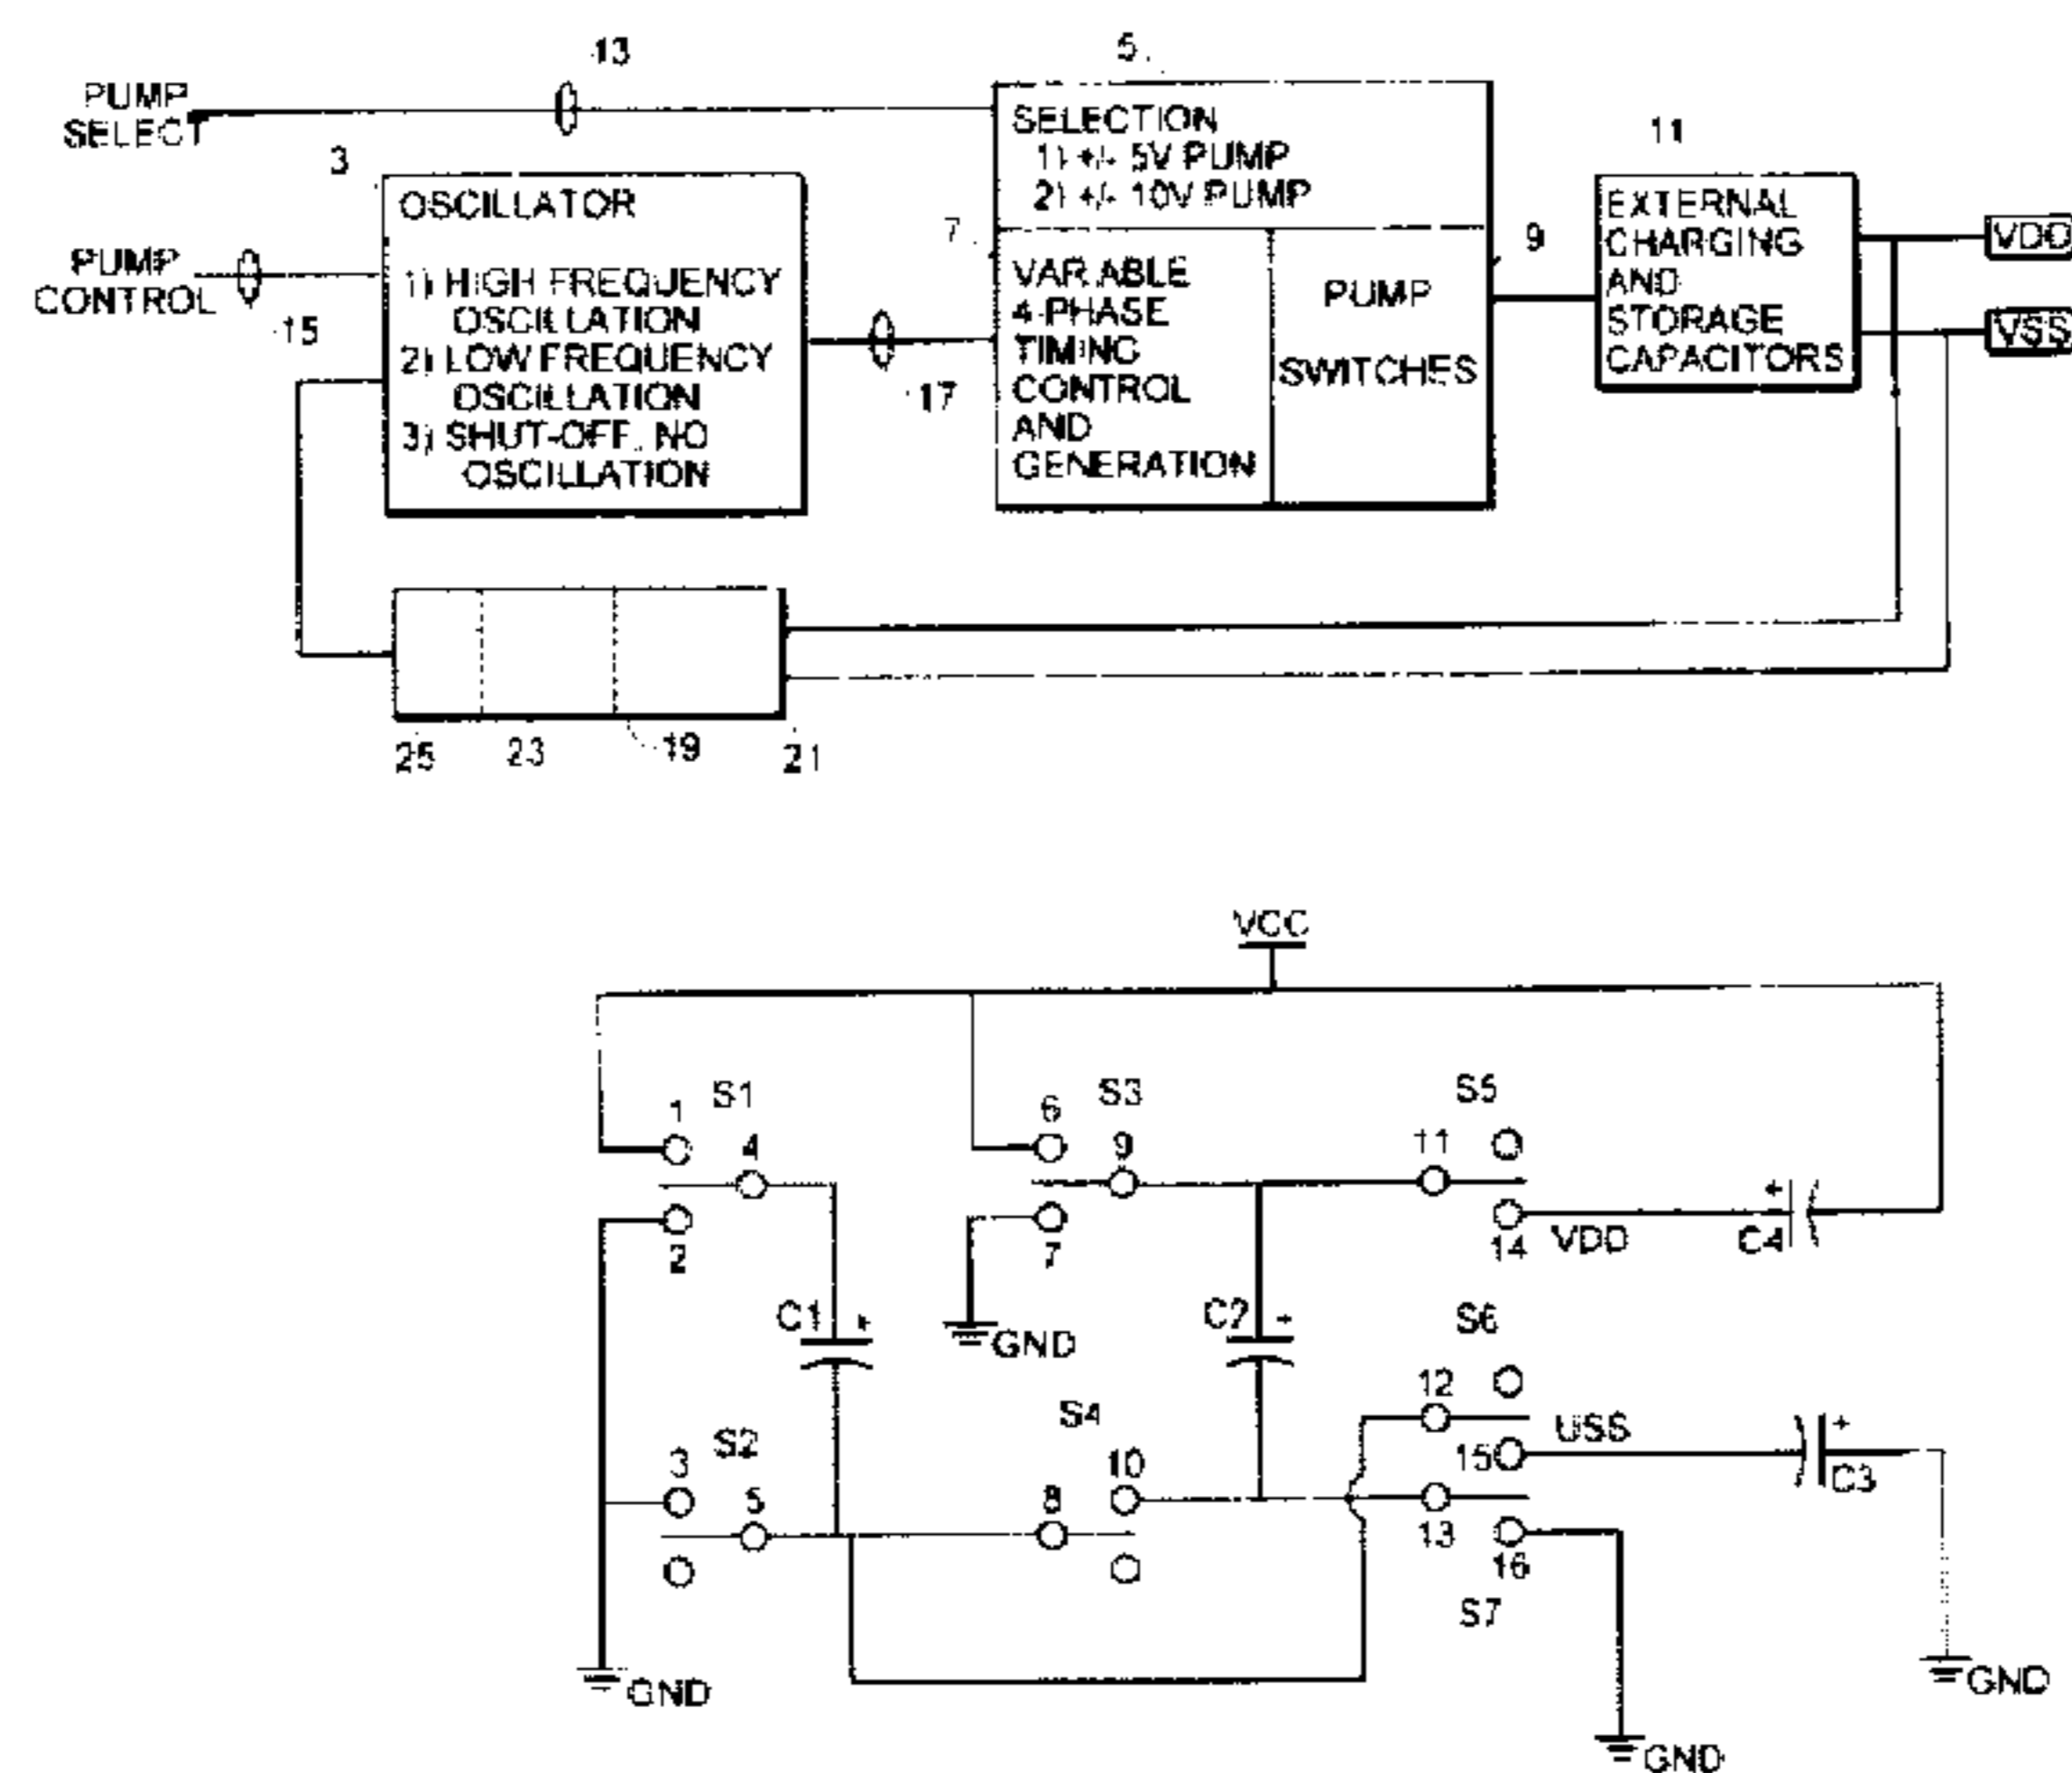 13
5
PUMP
SELECT
SELECTION
1) +/- 5V PUMP
2) +/- 10V PUMP
11
3
OSCILLATOR
1) HIGH FREQUENCY
OSCILLATION
2) LOW FREQUENCY
OSCILLATION
3) SHUT-OFF, NO
OSCILLATION
PUMP
CONTROL
15
17
7
VARIABLE
4-PHASE
TIMING
CONTROL
AND
GENERATION
PUMP
SWITCHES
9
EXTERNAL
CHARGING
AND
STORAGE
CAPACITORS
VDD
VSS
25
23
19
21
VCC
1
S1
4
2
6
S3
9
7
S5
11
14
VDD
C4
+
C1
+
GND
C2
+
S6
12
USS
15
C3
+
S4
S2
3
5
8
10
13
16
S7
GND
GND
GND